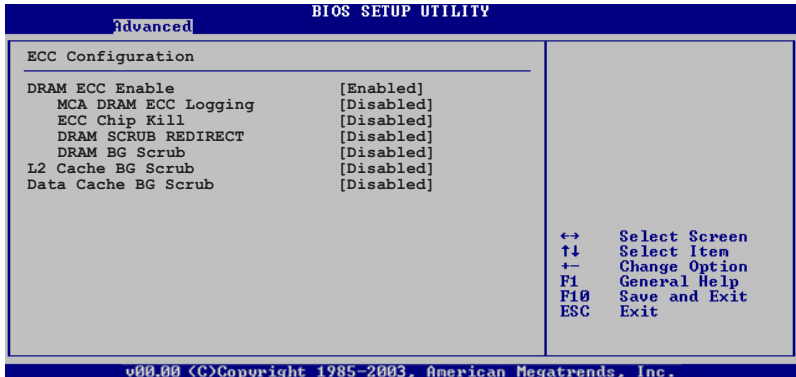 BIOS SETUP UTILITY
Advanced
ECC Configuration
DRAM ECC Enable [Enabled]
MCA DRAM ECC Logging [Disabled]
ECC Chip Kill [Disabled]
DRAM SCRUB REDIRECT [Disabled]
DRAM BG Scrub [Disabled]
L2 Cache BG Scrub [Disabled]
Data Cache BG Scrub [Disabled]
↔ Select Screen
↑↓ Select Item
+- Change Option
F1 General Help
F10 Save and Exit
ESC Exit
v00.00 (C)Copyright 1985-2003, American Megatrends, Inc.